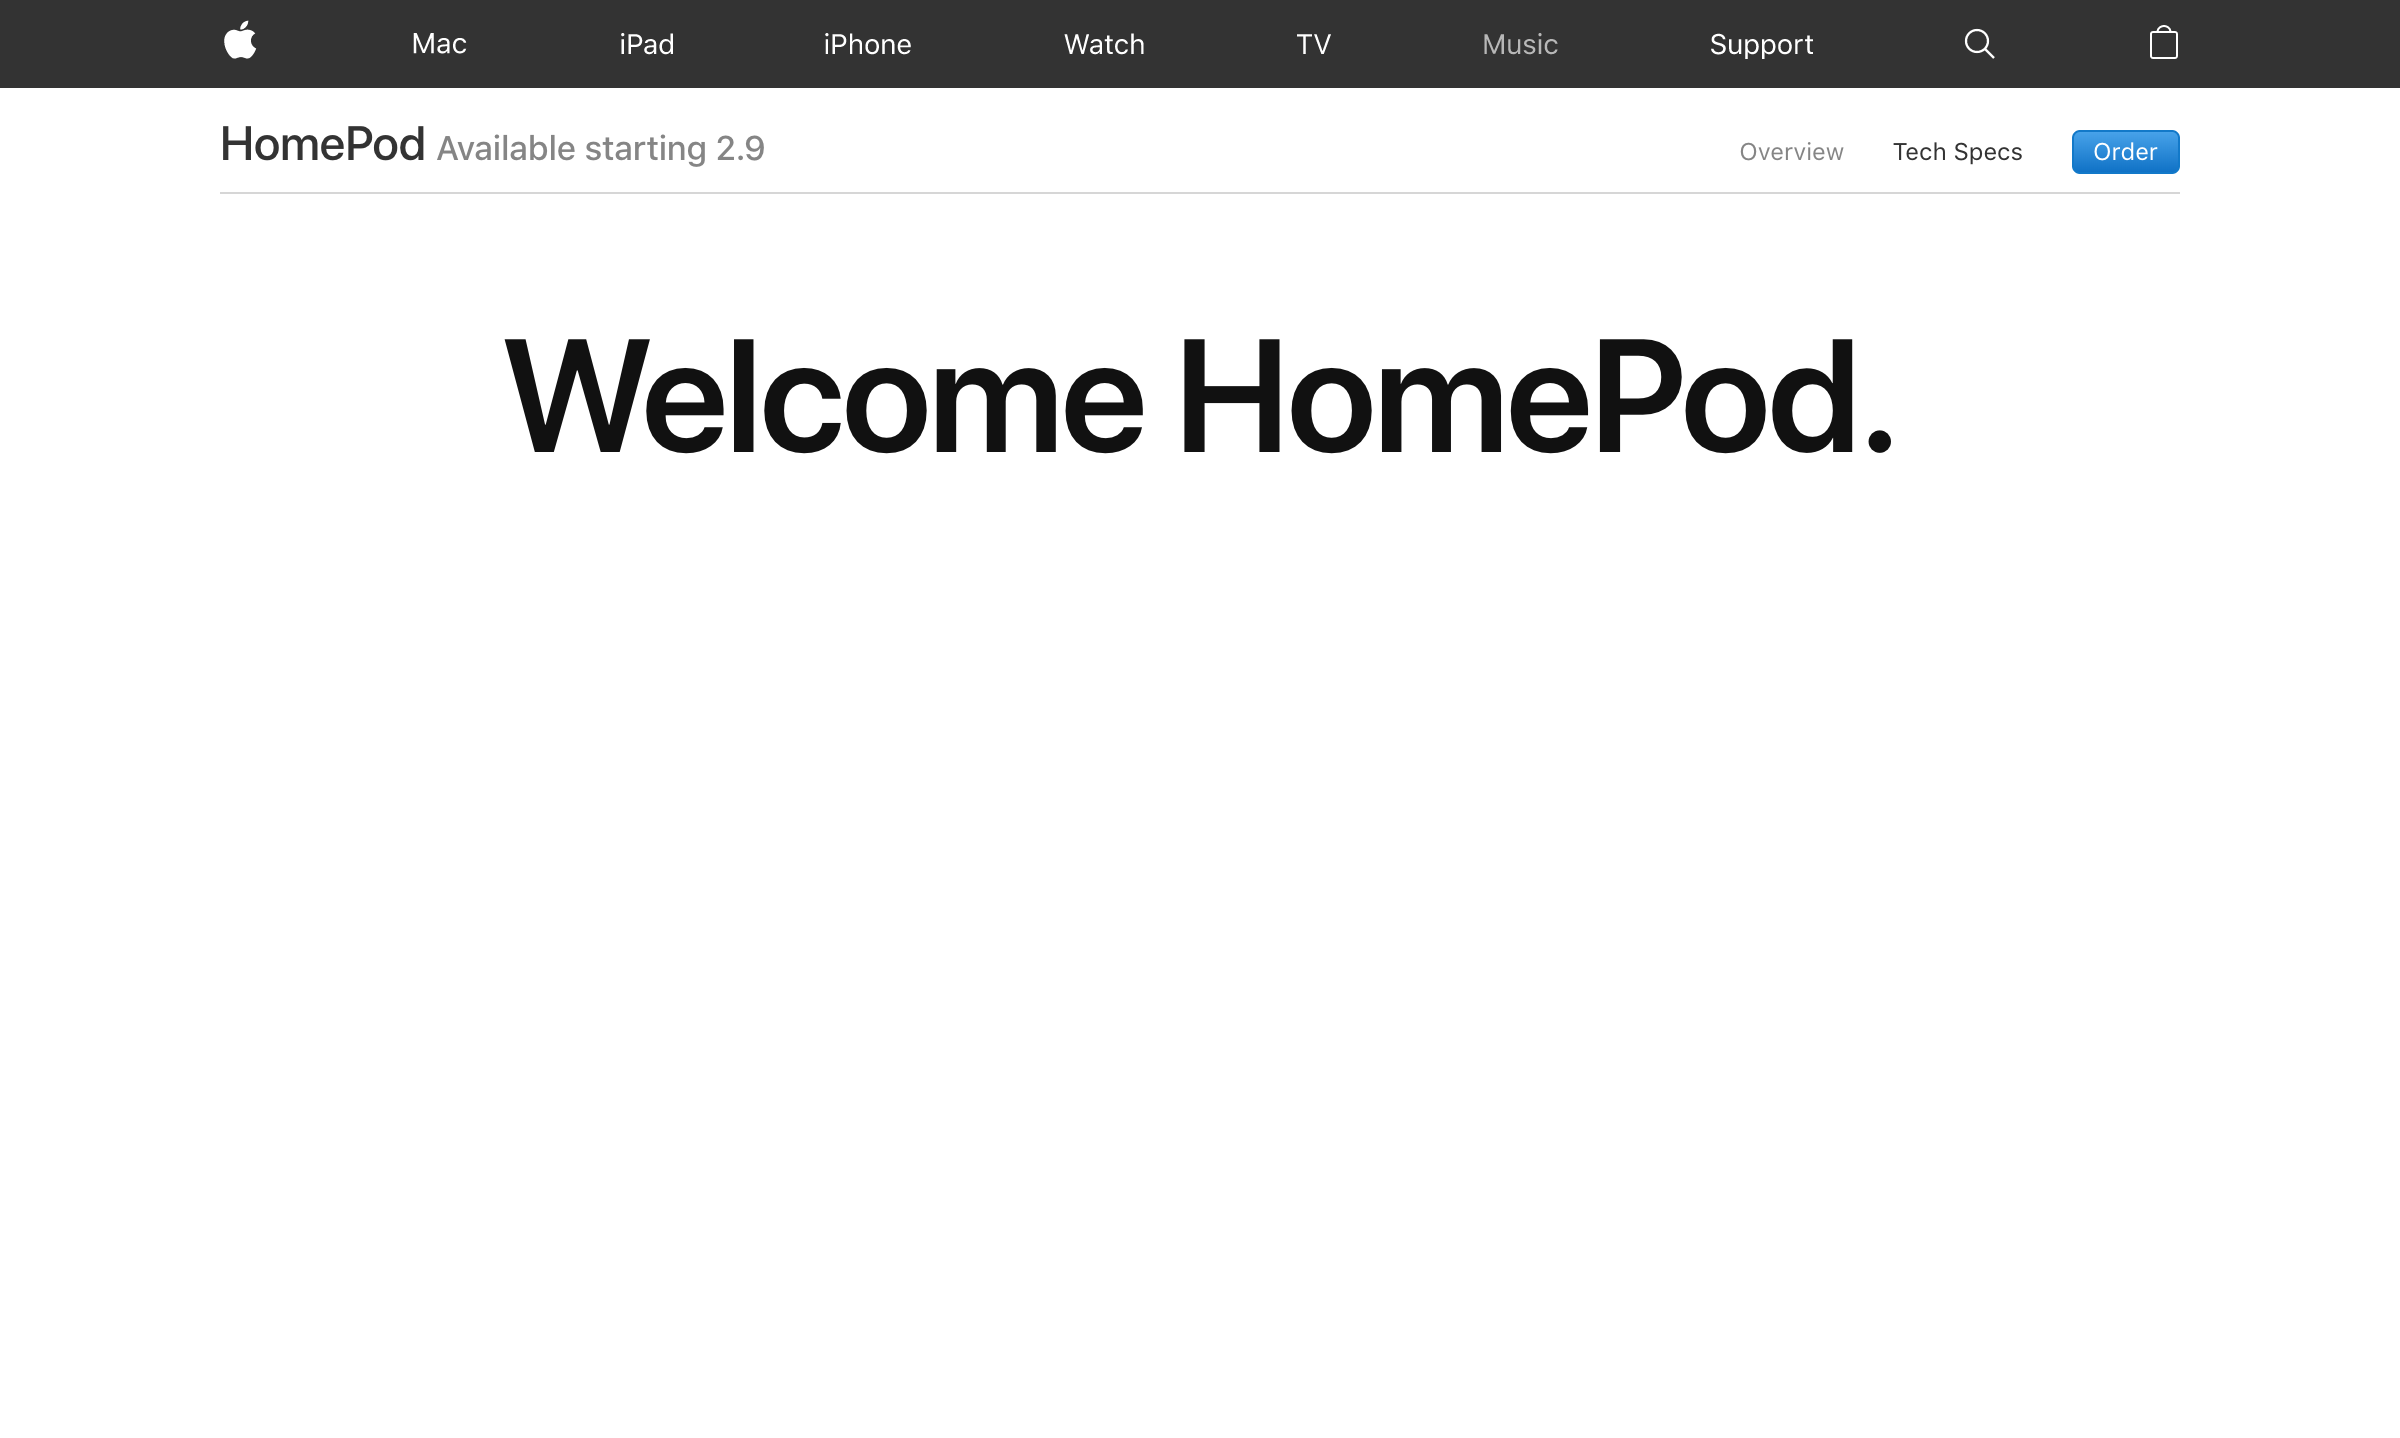 Mac iPad iPhone Watch TV Music Support
HomePod Available starting 2.9 Overview Tech Specs Order
Welcome HomePod.